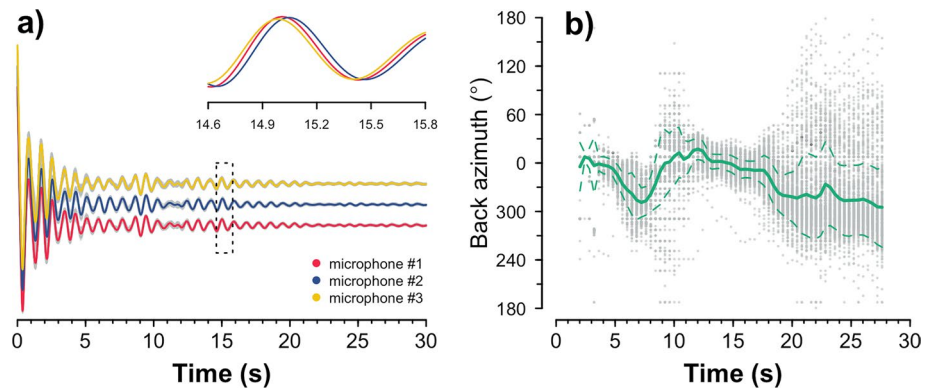 a)
14.6 14.9 15.2 15.5 15.8
microphone #1
microphone #2
microphone #3
0 5 10 15 20 25 30
Time (s)
b)
Back azimuth (°)
180
120
60
0
300
240
180
0 5 10 15 20 25 30
Time (s)